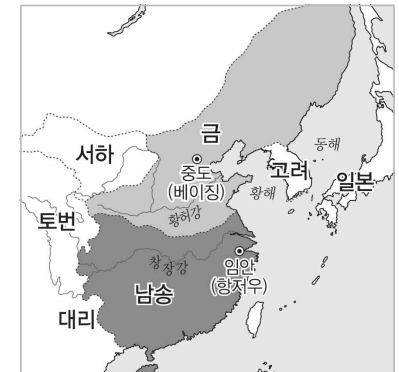 금
동해
서하
중도
(베이징)
고려
일본
황해
토번
황허강
창장강
임안
(항저우)
남송
대리